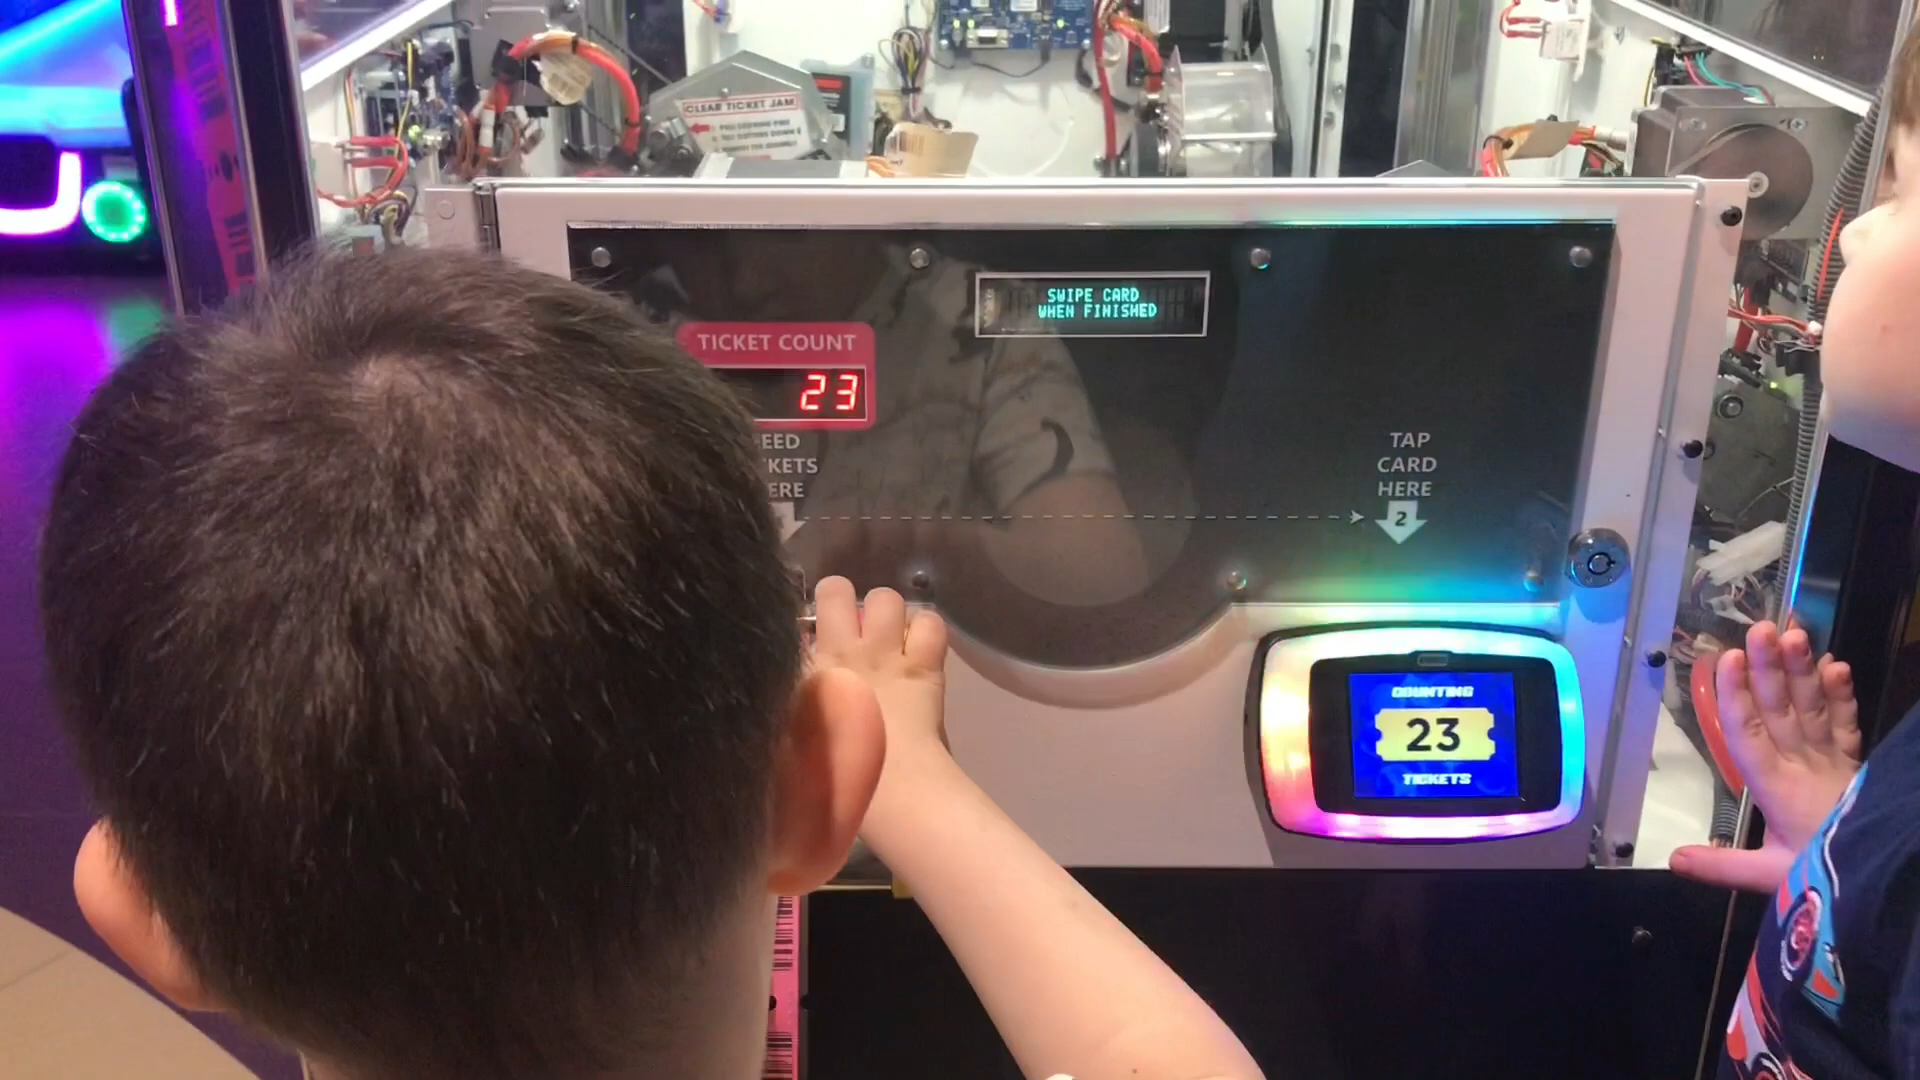 CLEAR TICKET JAM
SWIPE CARD
WHEN FINISHED
TICKET COUNT
23
EED
KETS
ERE
TAP
CARD
HERE
2
COUNTING
23
TICKETS